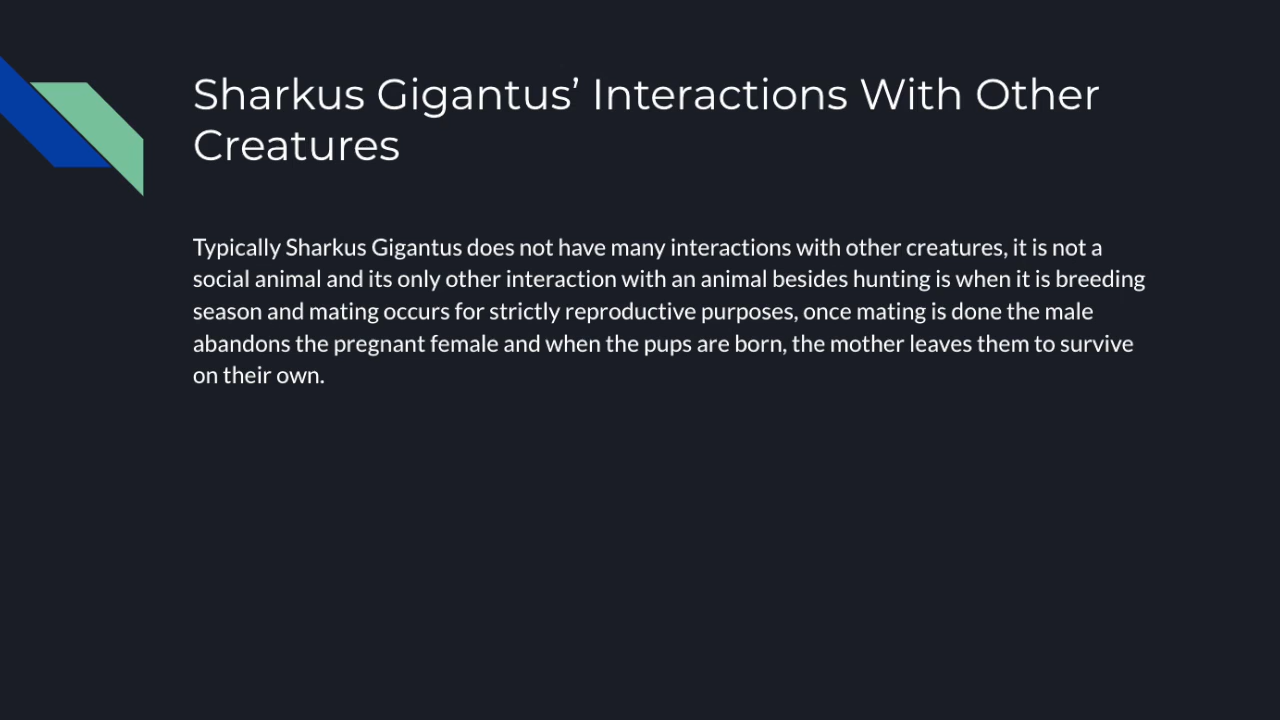 Sharkus Gigantus’ Interactions With Other
Creatures
Typically Sharkus Gigantus does not have many interactions with other creatures, it is not a
social animal and its only other interaction with an animal besides hunting is when it is breeding
season and mating occurs for strictly reproductive purposes, once mating is done the male
abandons the pregnant female and when the pups are born, the mother leaves them to survive
on their own.